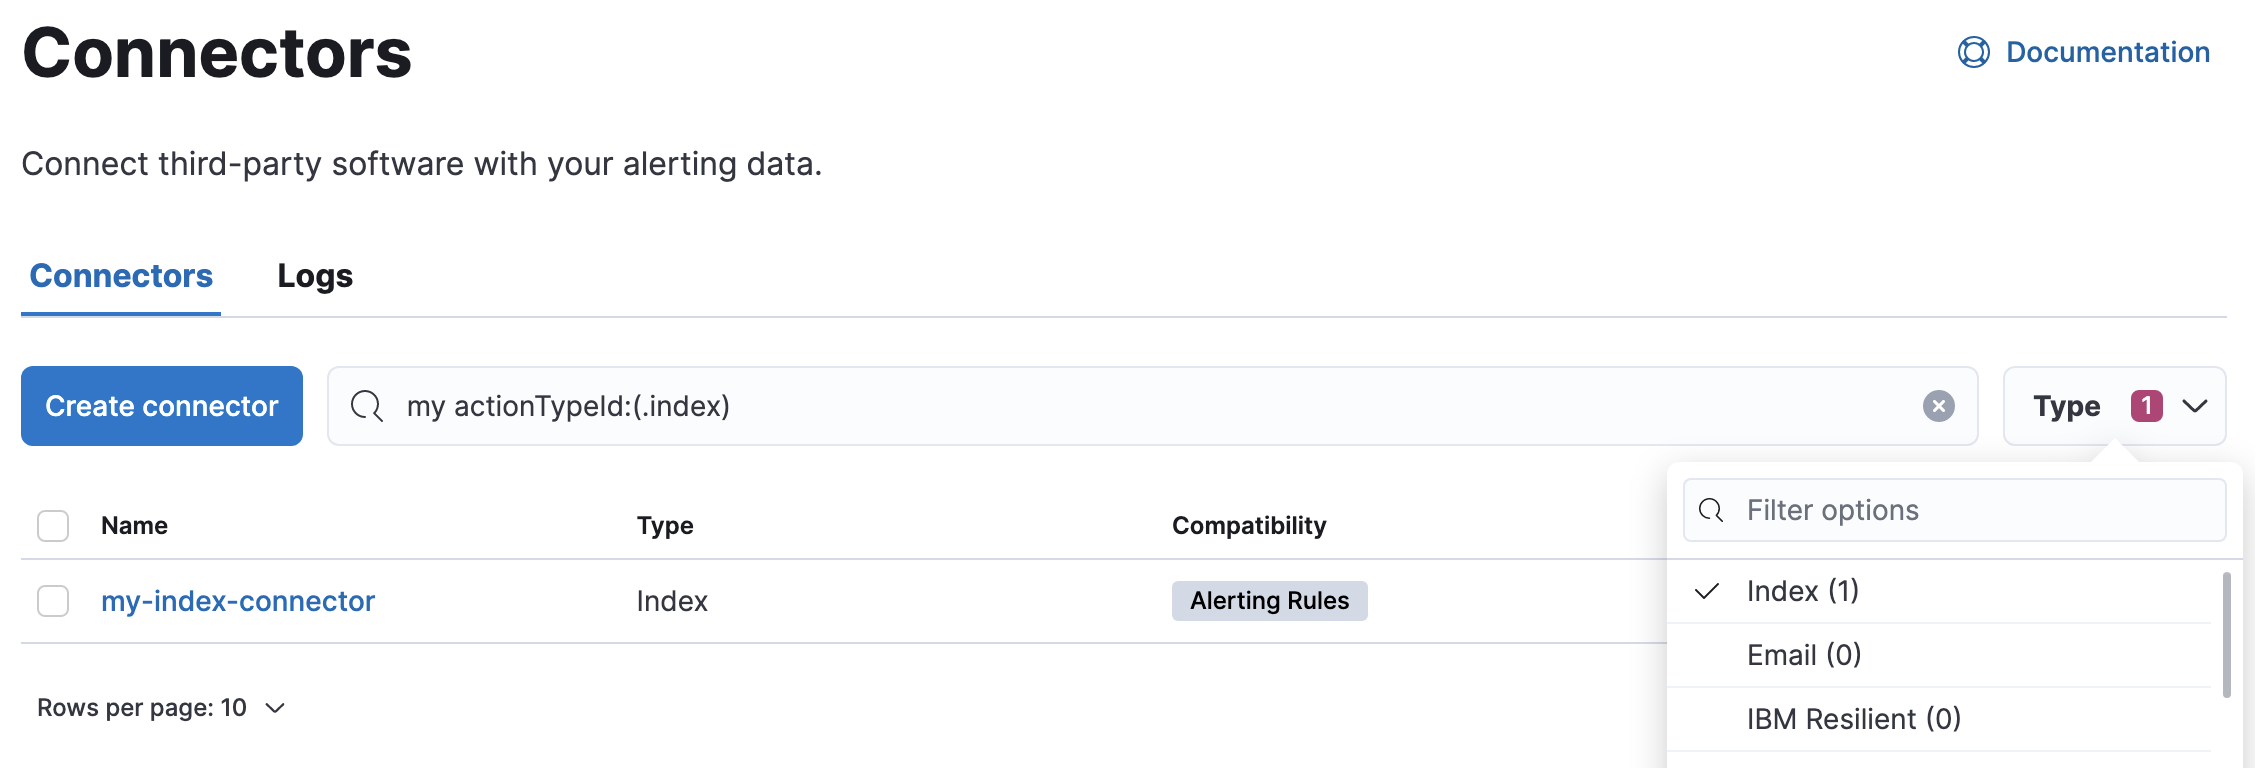 Connectors
Documentation
Connect third-party software with your alerting data.
Connectors Logs
Create connector
my actionTypeId:(.index)
Type 1
Filter options
Name Type Compatibility
Index (1)
my-index-connector Index Alerting Rules
Email (0)
Rows per page: 10
IBM Resilient (0)